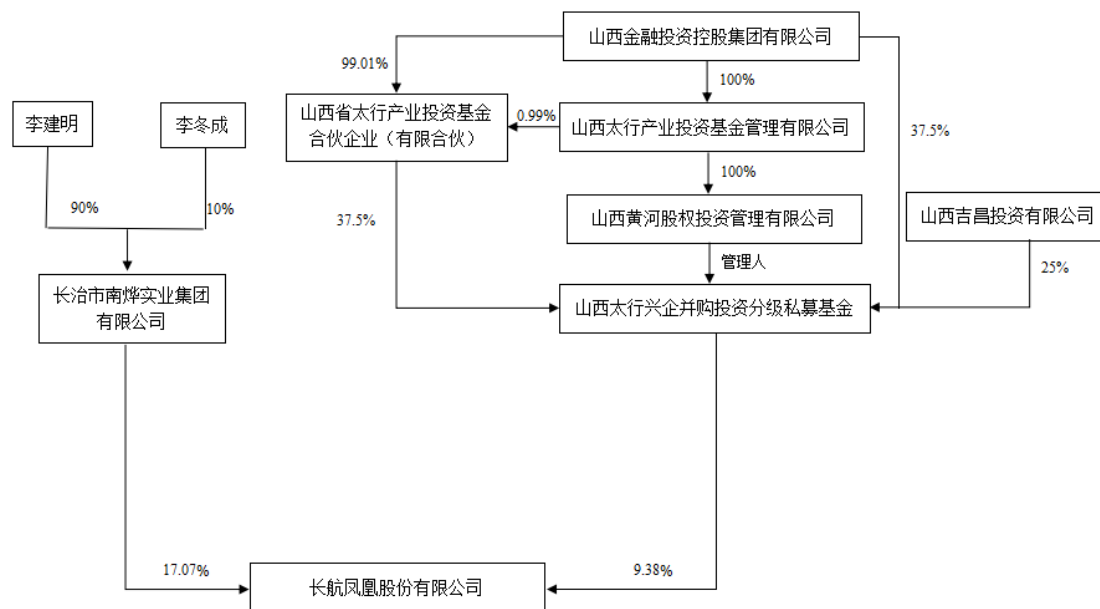 山西金融投资控股集团有限公司
99.01%
100%
李建明
李冬成
山西省太行产业投资基金
合伙企业（有限合伙）
0.99%
山西太行产业投资基金管理有限公司
37.5%
100%
90%
10%
37.5%
山西黄河股权投资管理有限公司
山西吉昌投资有限公司
管理人
25%
长治市南烨实业集团
有限公司
山西太行兴企并购投资分级私募基金
17.07%
9.38%
长航凤凰股份有限公司